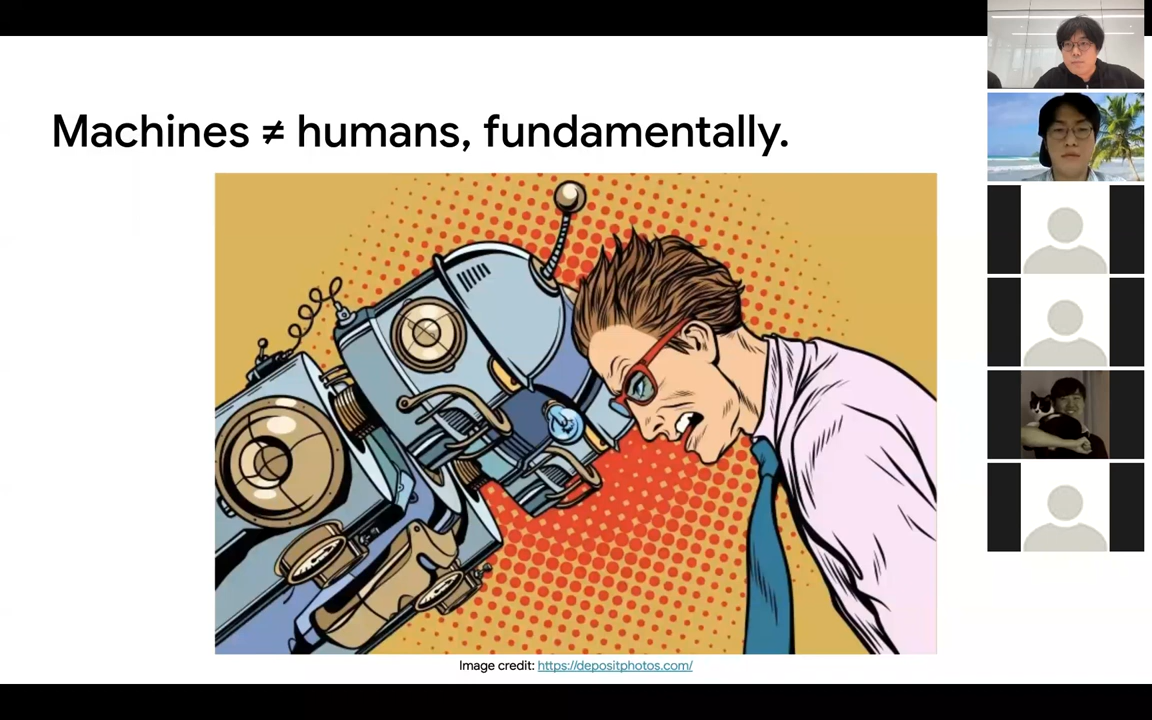 Machines ≠ humans, fundamentally.
Image credit: https://depositphotos.com/